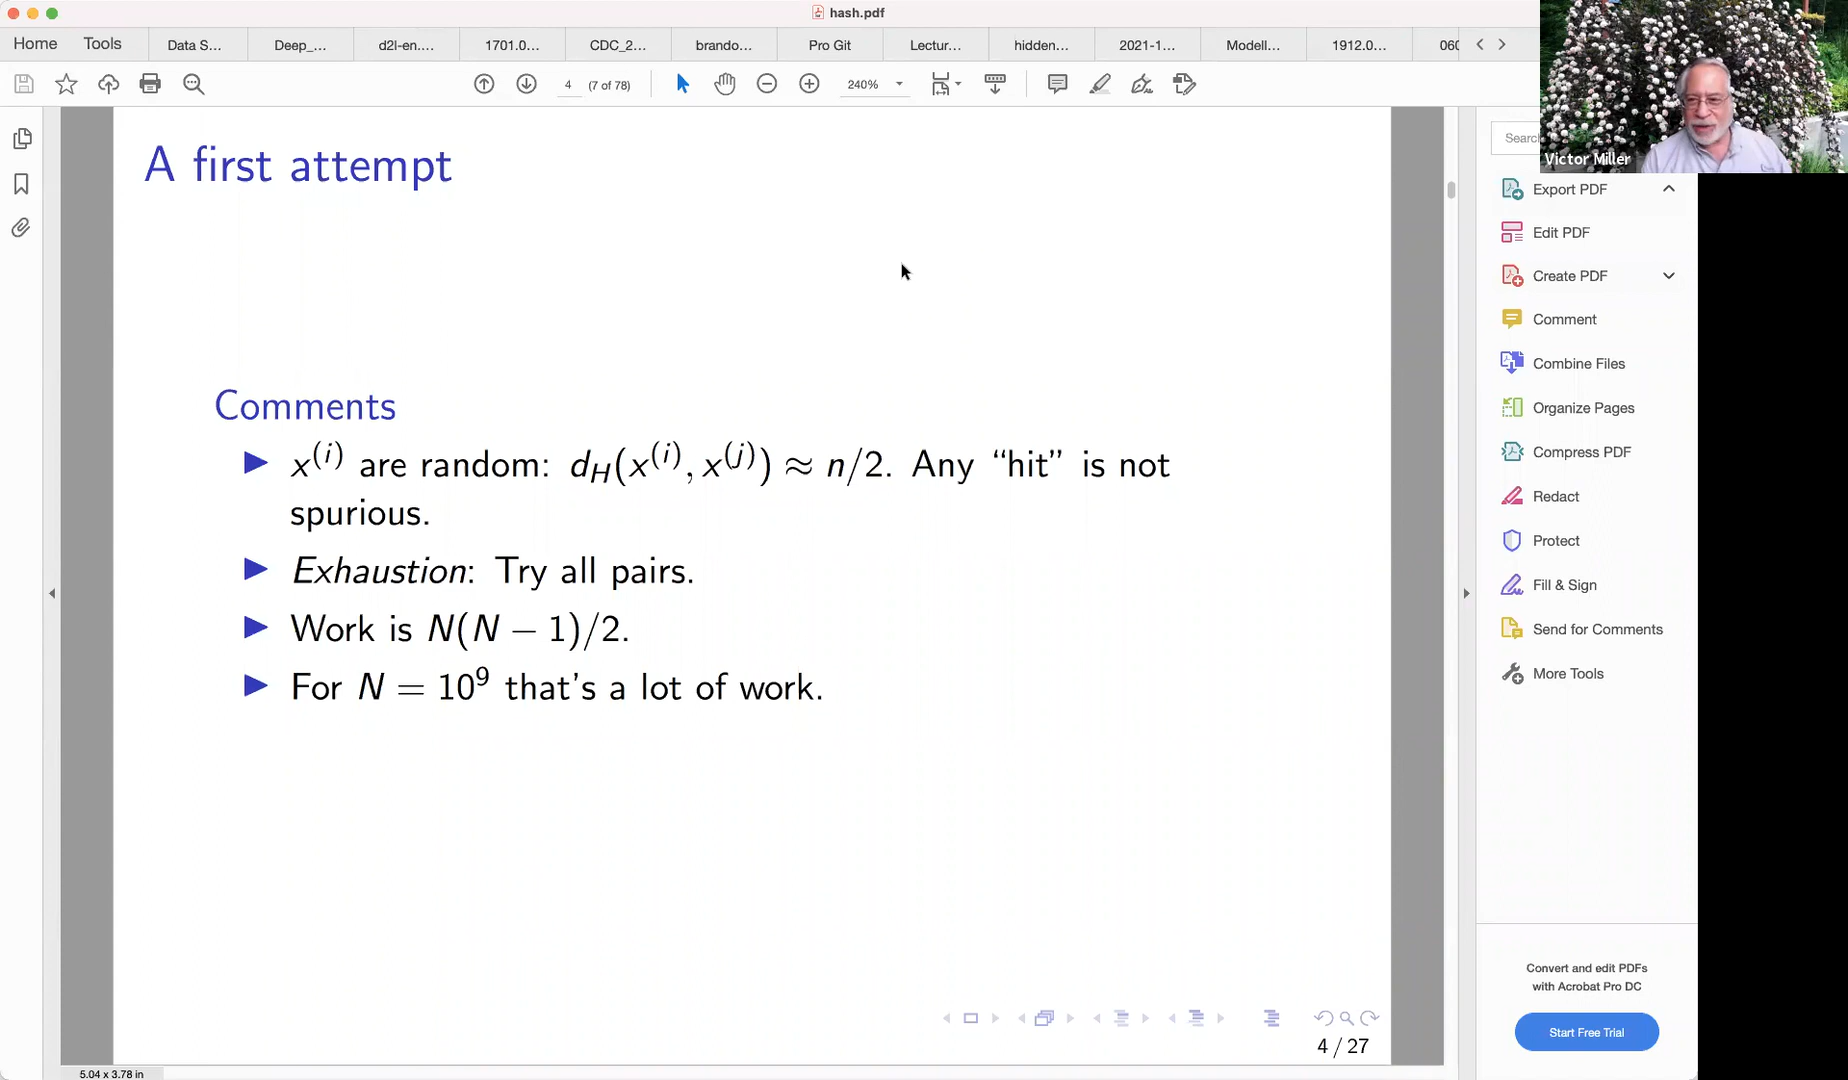 hash.pdf
Home Tools Data S... Deep_... d2l-en.... 1701.0... CDC_2... brando... Pro Git Lectur... hidden... 2021-1... Modell... 1912.0... 060
4 (7 of 78) 240%
Victor Miller
A first attempt
Comments
▶ x^(i) are random: d_H(x^(i), x^(j)) ≈ n/2. Any “hit” is not
spurious.
▶ Exhaustion: Try all pairs.
▶ Work is N(N − 1)/2.
▶ For N = 10^9 that’s a lot of work.
4 / 27
5.04 x 3.78 in
Searc
Export PDF
Edit PDF
Create PDF
Comment
Combine Files
Organize Pages
Compress PDF
Redact
Protect
Fill & Sign
Send for Comments
More Tools
Convert and edit PDFs
with Acrobat Pro DC
Start Free Trial